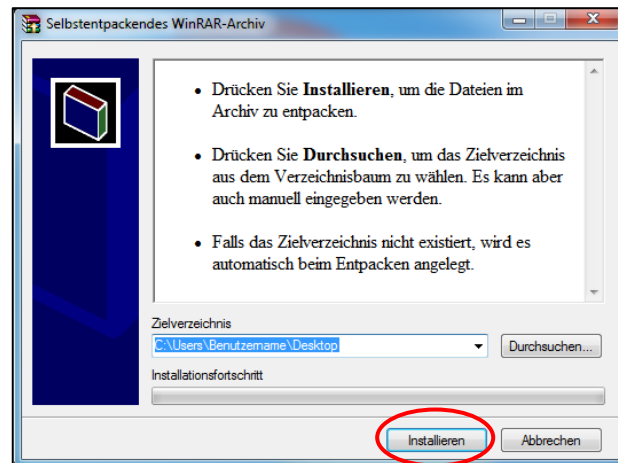 Selbstentpackendes WinRAR-Archiv
• Drücken Sie Installieren, um die Dateien im
Archiv zu entpacken.
• Drücken Sie Durchsuchen, um das Zielverzeichnis
aus dem Verzeichnisbaum zu wählen. Es kann aber
auch manuell eingegeben werden.
• Falls das Zielverzeichnis nicht existiert, wird es
automatisch beim Entpacken angelegt.
Zielverzeichnis
C:\Users\Benutzername\Desktop
Durchsuchen...
Installationsfortschritt
Installieren
Abbrechen